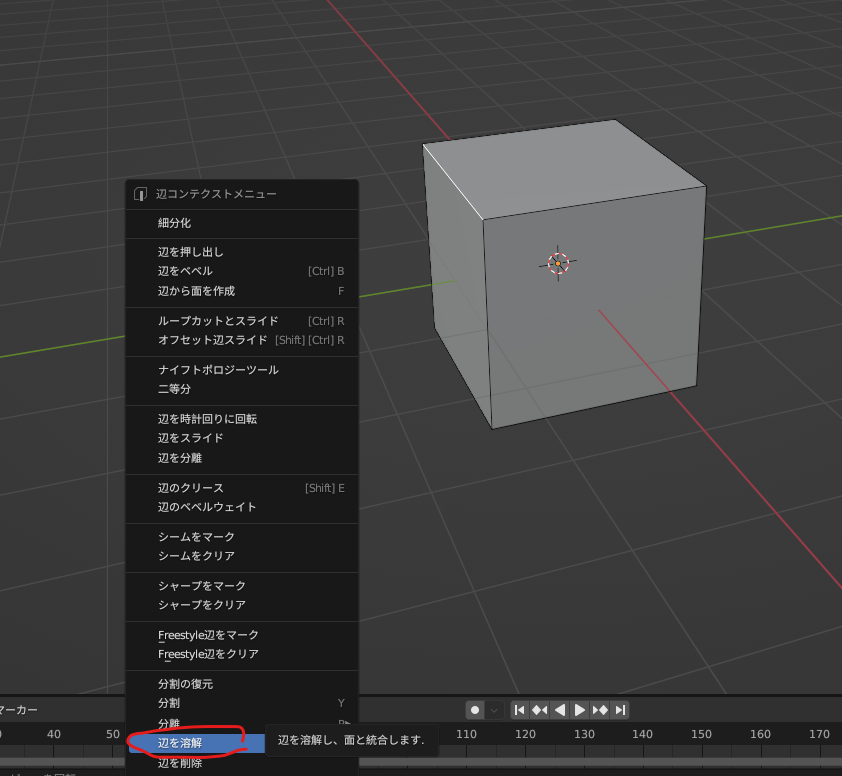 辺コンテクストメニュー
細分化
辺を押し出し
辺をベベル [Ctrl] B
辺から面を作成 F
ループカットとスライド [Ctrl] R
オフセット辺スライド [Shift] [Ctrl] R
ナイフトポロジーツール
二等分
辺を時計回りに回転
辺をスライド
辺を分離
辺のクリース [Shift] E
辺のベベルウェイト
シームをマーク
シームをクリア
シャープをマーク
シャープをクリア
Freestyle辺をマーク
Freestyle辺をクリア
分割の復元
分割 Y
分離 P
マーカー
辺を溶解
辺を溶解し、面と統合します.
0 40 50 110 120 130 140 150 160 170
辺を削除